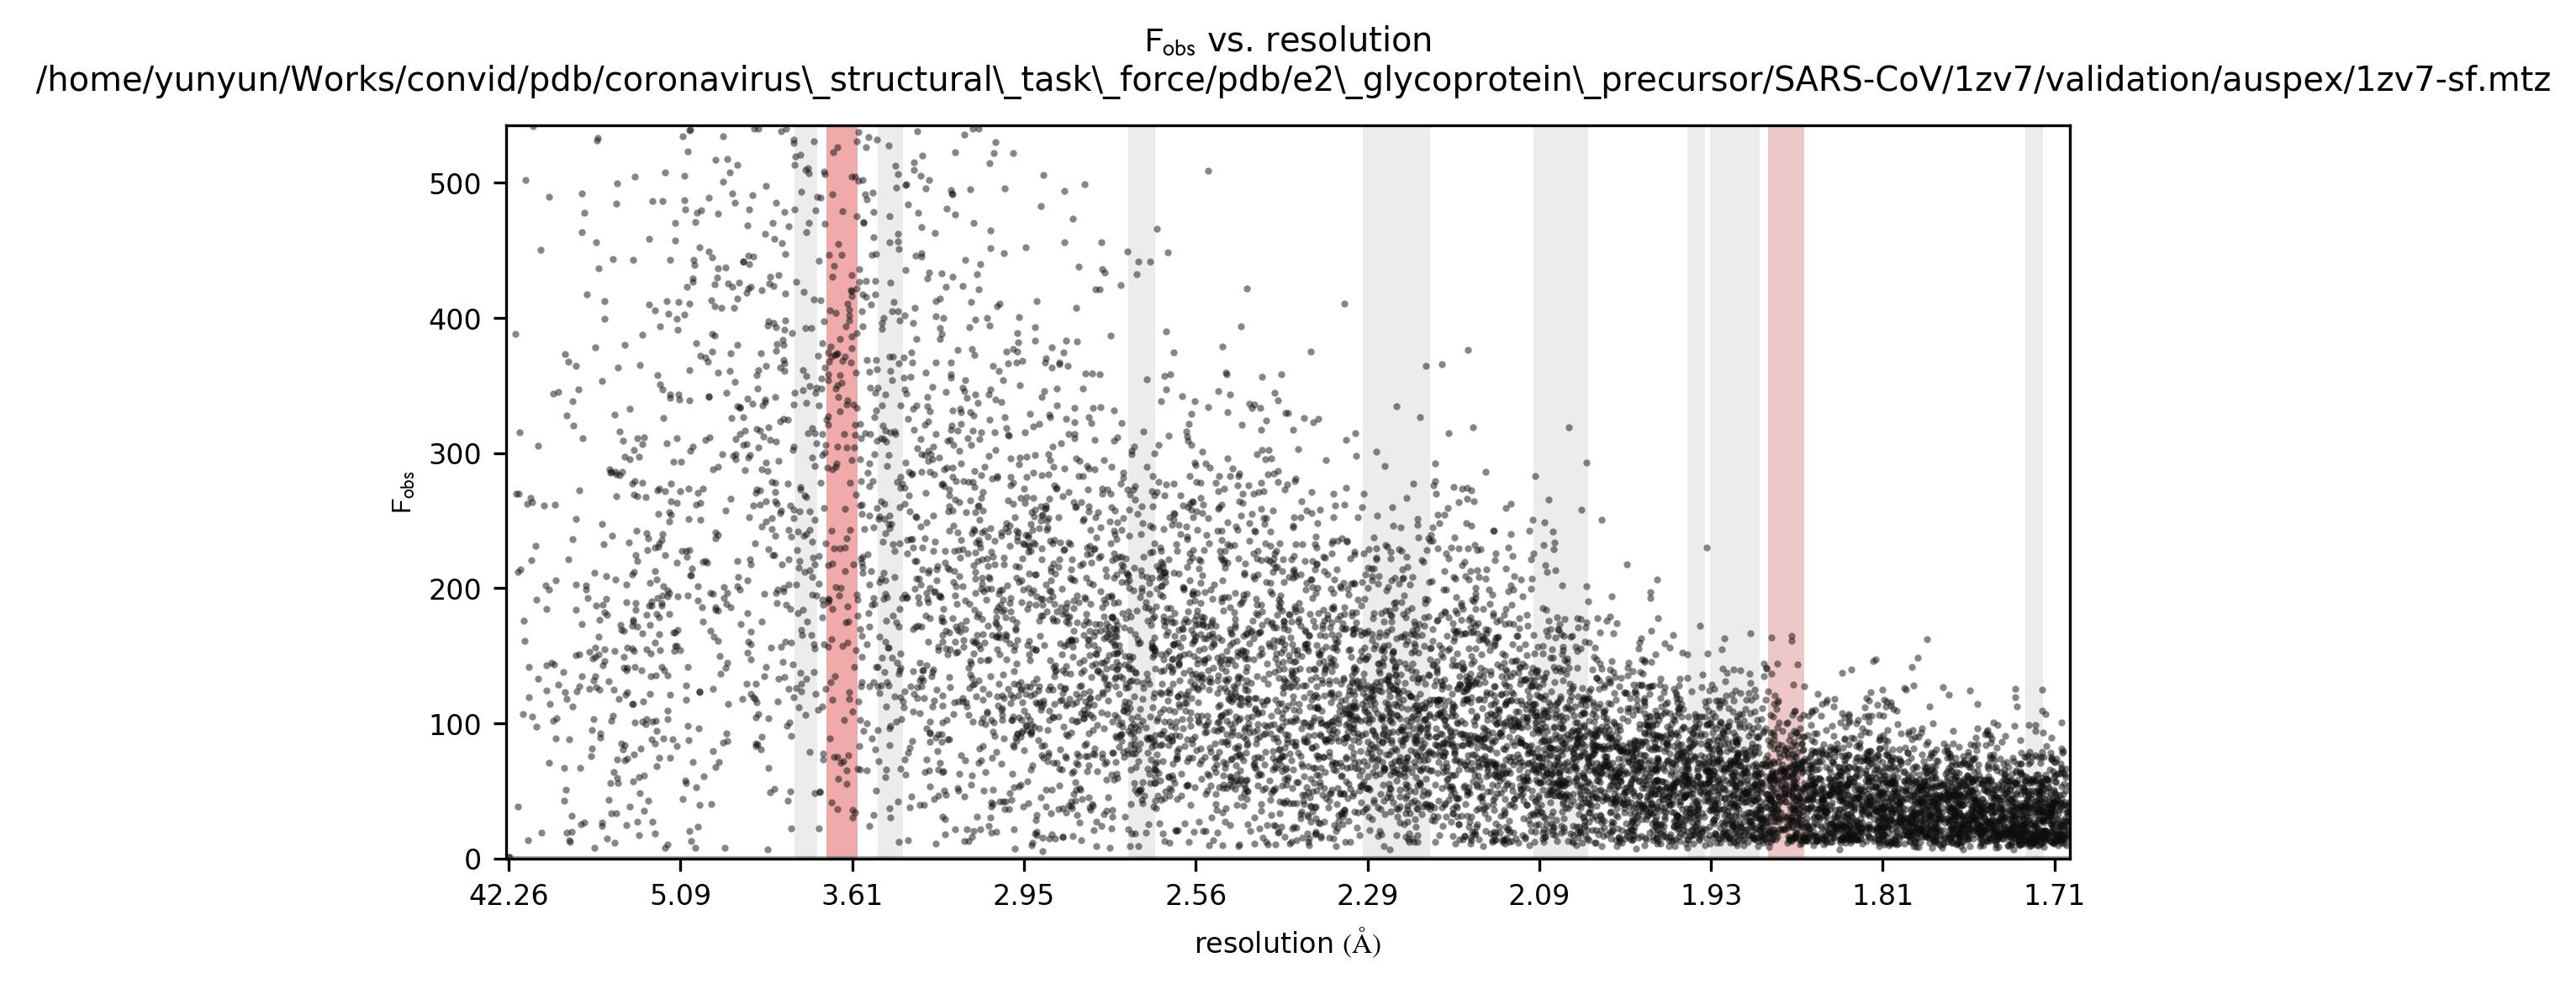 Fobs vs. resolution
/home/yunyun/Works/convid/pdb/coronavirus\_structural\_task\_force/pdb/e2\_glycoprotein\_precursor/SARS-CoV/1zv7/validation/auspex/1zv7-sf.mtz
500
400
300
200
100
0
Fobs
42.26 5.09 3.61 2.95 2.56 2.29 2.09 1.93 1.81 1.71
resolution (Å)